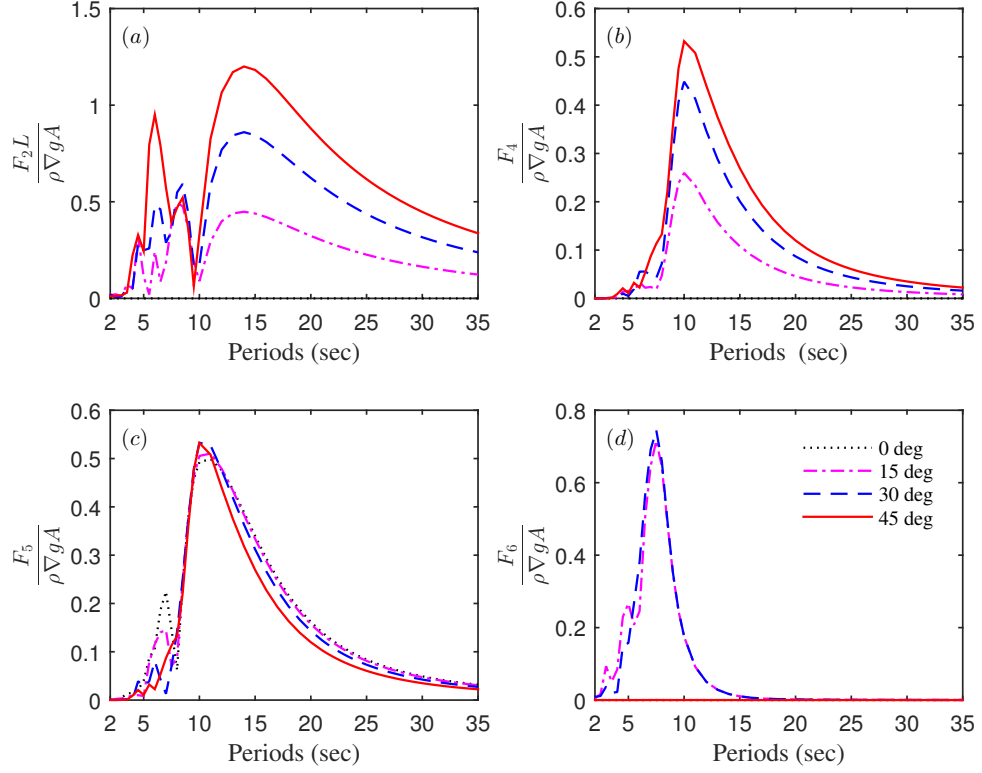 (a)
1.5
1
0.5
0
F₂L
ρ∇gA
2 5 10 15 20 25 30 35
Periods (sec)
(b)
0.6
0.5
0.4
0.3
0.2
0.1
0
F₄
ρ∇gA
2 5 10 15 20 25 30 35
Periods (sec)
(c)
0.6
0.5
0.4
0.3
0.2
0.1
0
F₅
ρ∇gA
2 5 10 15 20 25 30 35
Periods (sec)
(d)
0.8
0.6
0.4
0.2
0
F₆
ρ∇gA
0 deg
15 deg
30 deg
45 deg
2 5 10 15 20 25 30 35
Periods (sec)